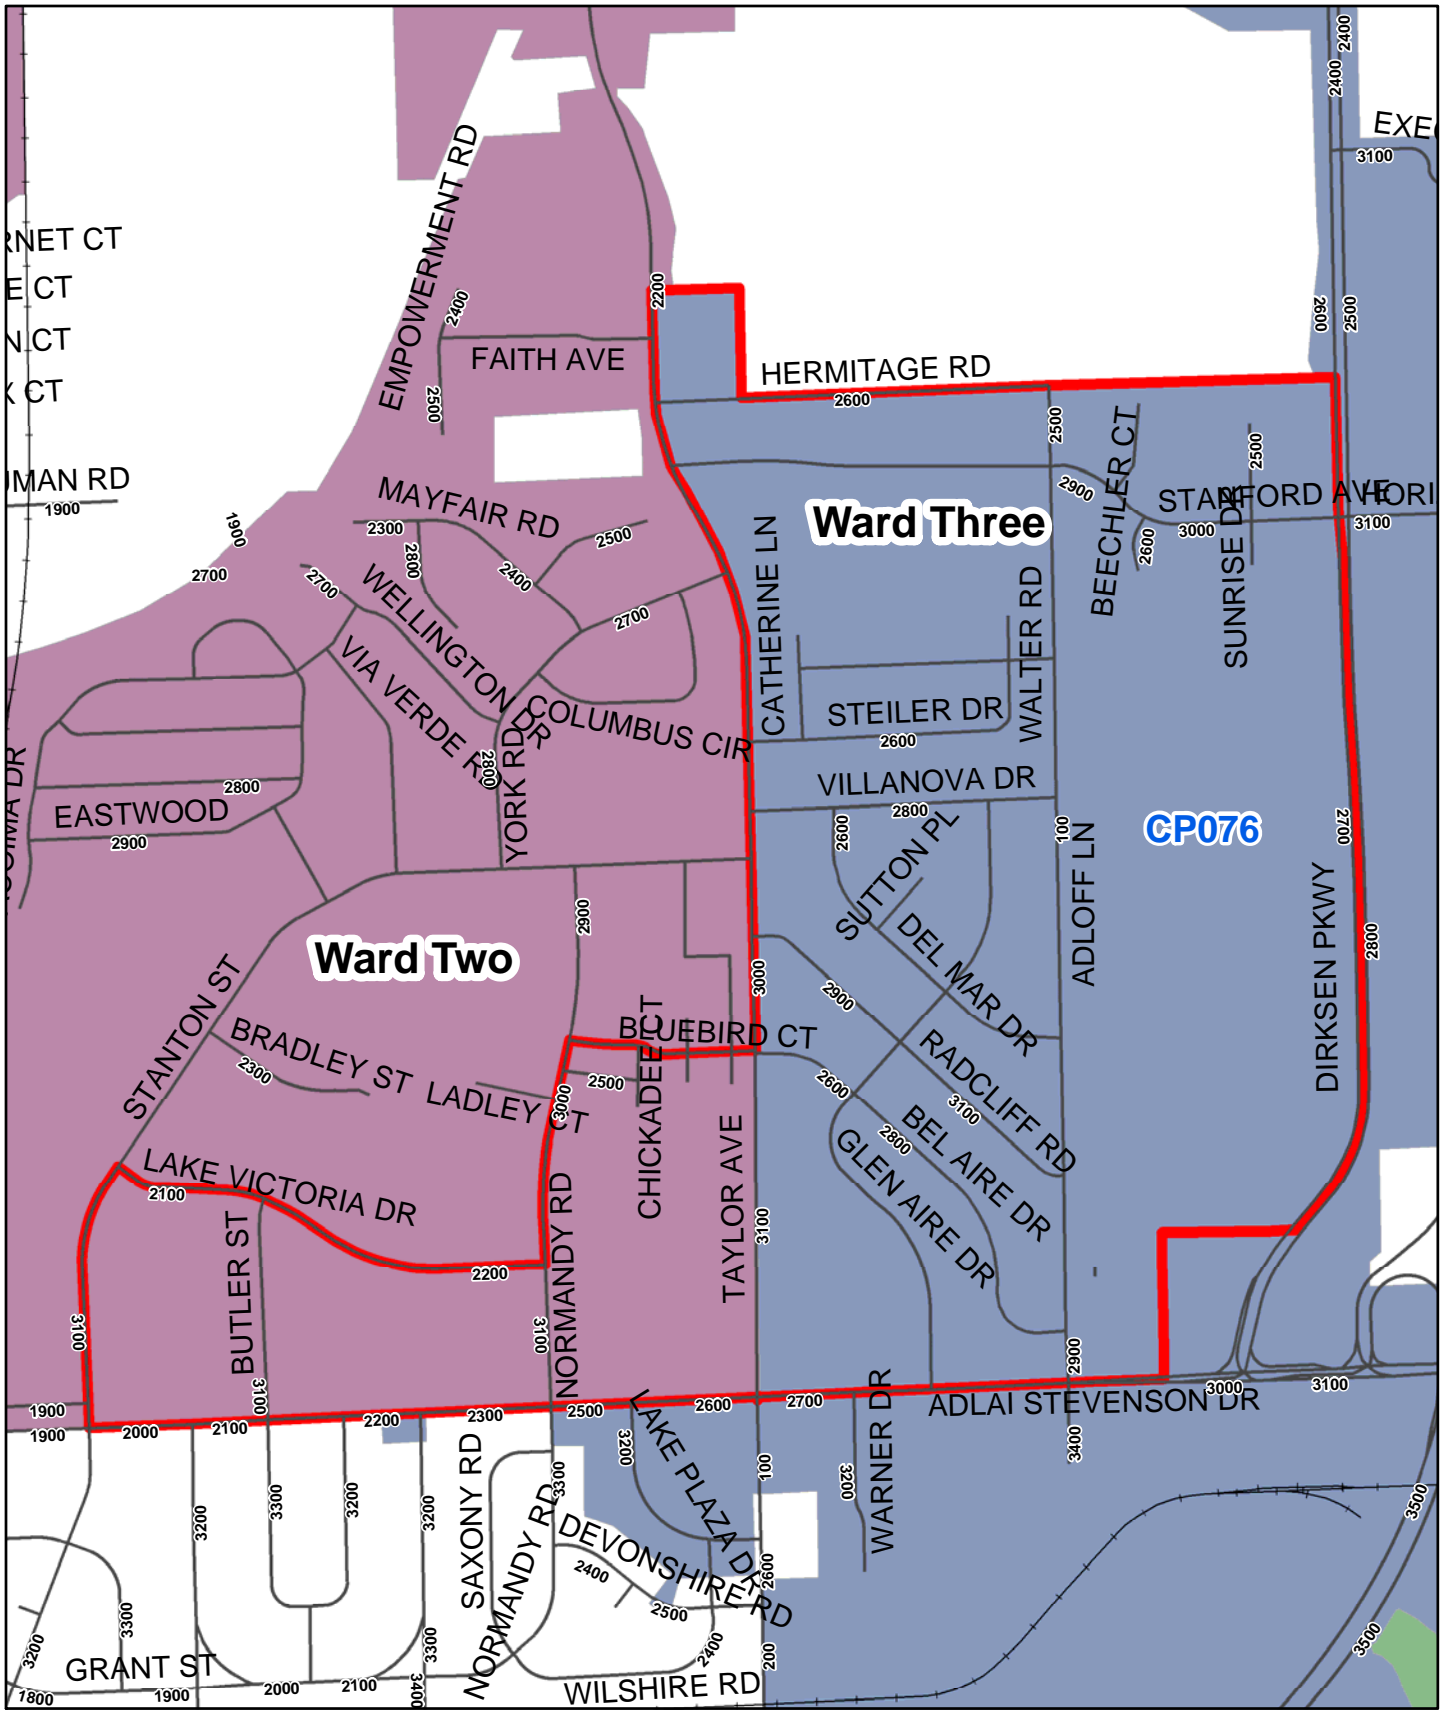 2400
2400
EXE
3100
EMPOWERMENT RD
RNET CT
E CT
N CT
X CT
2200
2400
2600
2500
FAITH AVE
HERMITAGE RD
2600
2500
2500
BEECHLER CT
2500
UMAN RD
1900
MAYFAIR RD
2900
STANFORD AVE
HORI
3100
3000
2300
2500
1900
2800
Ward Three
2600
SUNRISE DR
2700
2700
2400
WELLINGTON DR
2700
CATHERINE LN
WALTER RD
VIA VERDE RD
COLUMBUS CIR
STEILER DR
2600
YORK RD
2800
VILLANOVA DR
2800
2800
EASTWOOD
2900
2900
SUTTON PL
100
CP076
2700
ADLOFF LN
DIRKSEN PKWY
2900
Ward Two
2800
DEL MAR DR
3000
2900
STANTON ST
BLUEBIRD CT
CHICKADEE CT
BRADLEY ST
2300
LADLEY CT
3000
2500
2600
RADCLIFF RD
3100
BEL AIRE DR
2800
GLEN AIRE DR
LAKE VICTORIA DR
2100
TAYLOR AVE
3100
BUTLER ST
2200
NORMANDY RD
3100
3100
3100
2900
1900
1900
2000
2100
2200
2300
2500
2600
2700
ADLAI STEVENSON DR
3000
3100
WARNER DR
3400
LAKE PLAZA DR
3200
3200
100
SAXONY RD
3300
NORMANDY RD
3200
3300
3200
3200
DEVONSHIRE RD
2400
2500
2600
3500
3300
3200
3300
2400
200
3500
GRANT ST
1800
1900
2000
2100
3400
WILSHIRE RD